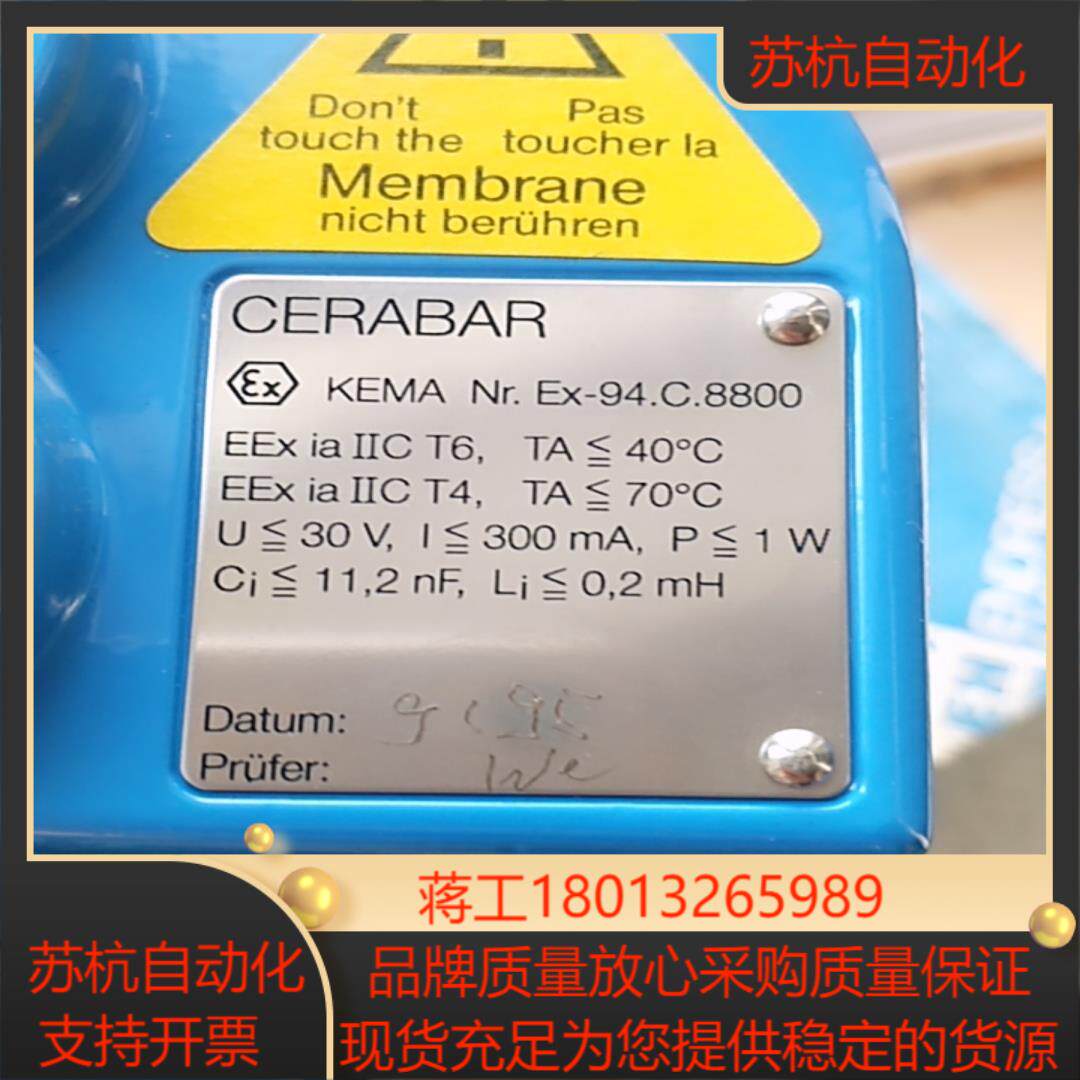 苏杭自动化
Don't Pas
touch the toucher la
Membrane
nicht berühren
CERABAR
Ex KEMA Nr. Ex-94.C.8800
EEx ia IIC T6, TA ≦ 40°C
EEx ia IIC T4, TA ≦ 70°C
U ≦ 30 V, I ≦ 300 mA, P ≦ 1 W
Ci ≦ 11,2 nF, Li ≦ 0,2 mH
Datum:
Prüfer: We
蒋工18013265989
苏杭自动化
支持开票
品牌质量放心采购质量保证
现货充足为您提供稳定的货源